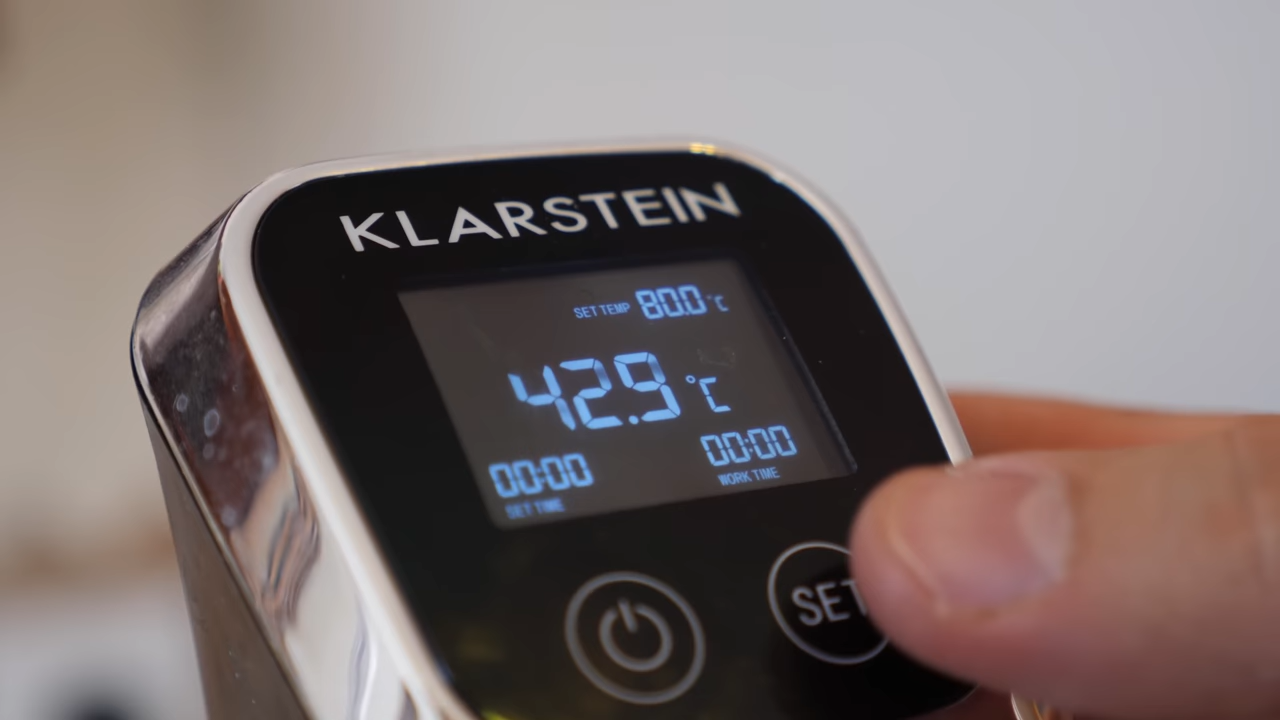 KLARSTEIN
SET TEMP 80.0 °C
42.9 °C
00:00 00:00
SET TIME WORK TIME
SET